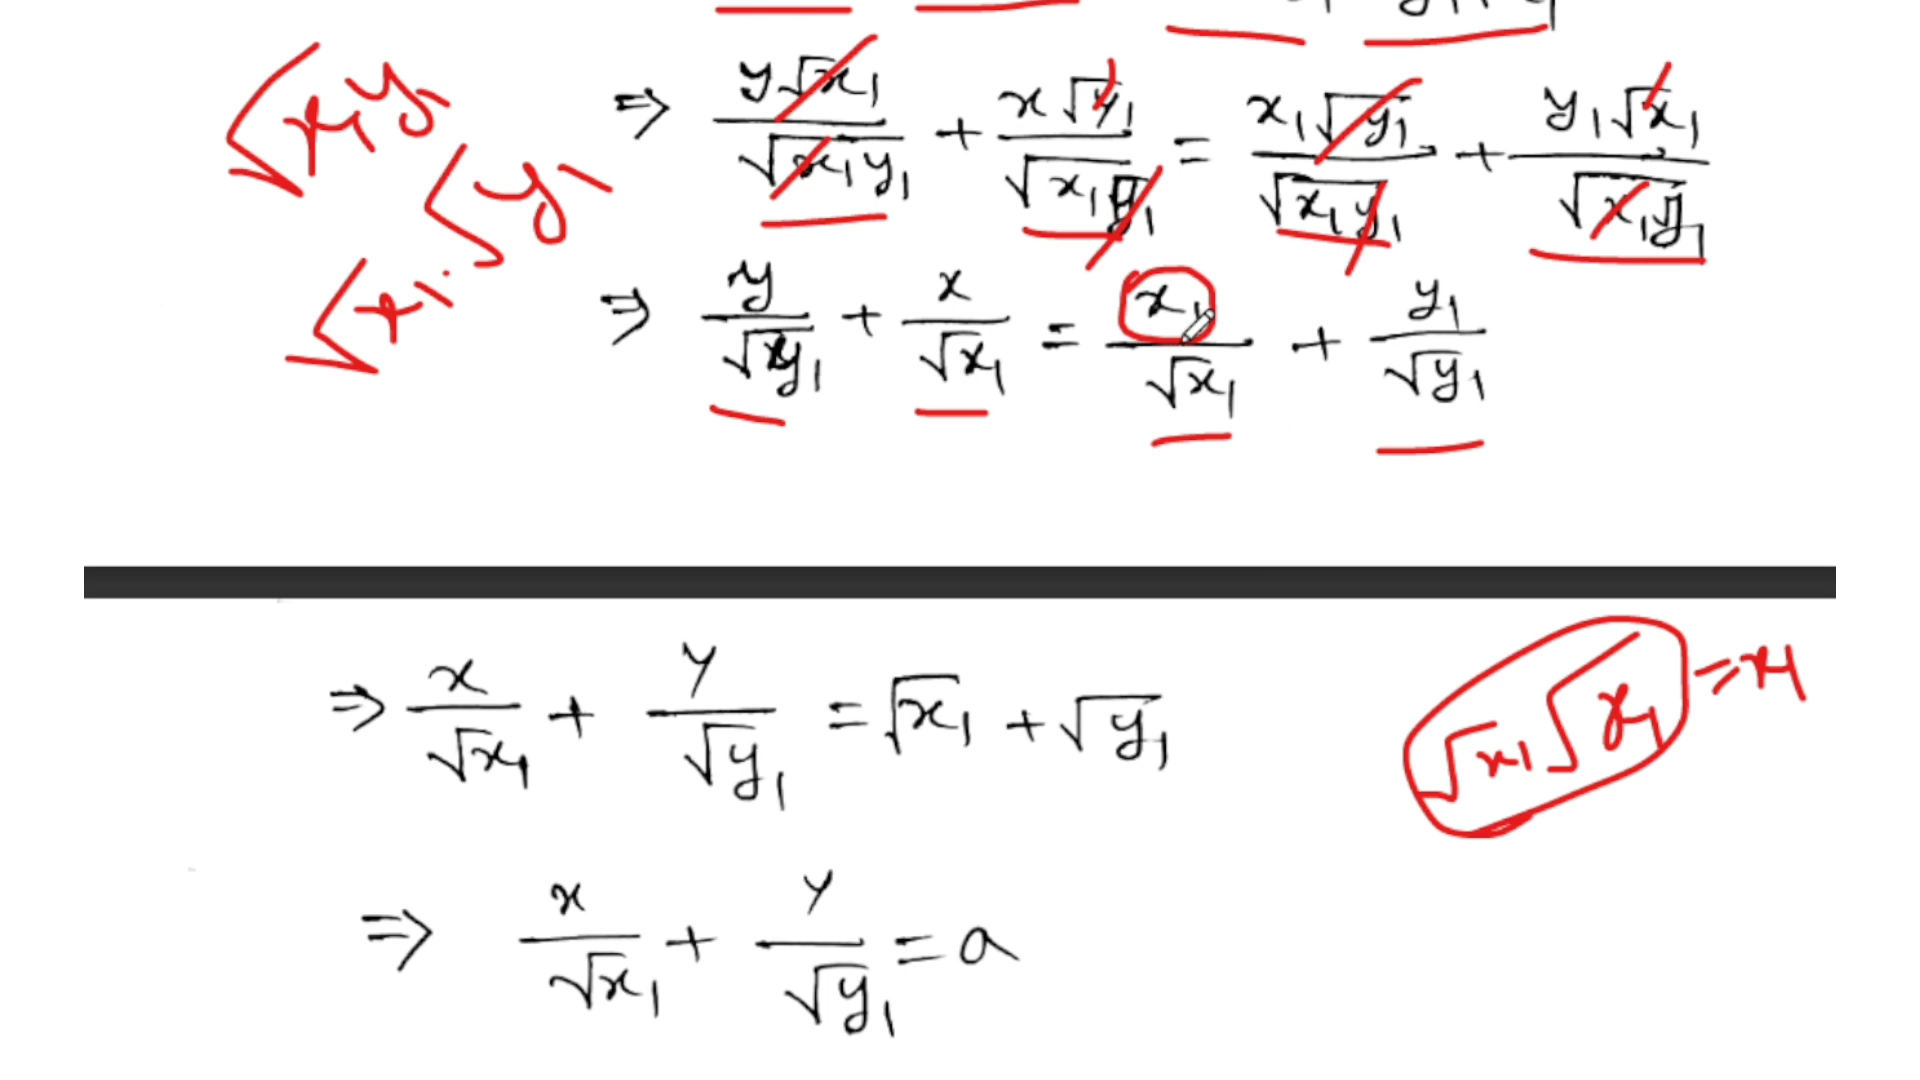 √x₁y₁
⇒ y√x₁/√x₁y₁ + x√y₁/√x₁y₁ = x₁√y₁/√x₁y₁ + y₁√x₁/√x₁y₁
√x₁·√y₁
⇒ y/√y₁ + x/√x₁ = x₁/√x₁ + y₁/√y₁
⇒ x/√x₁ + y/√y₁ = √x₁ + √y₁
√x₁√x₁ = x₁
⇒ x/√x₁ + y/√y₁ = a